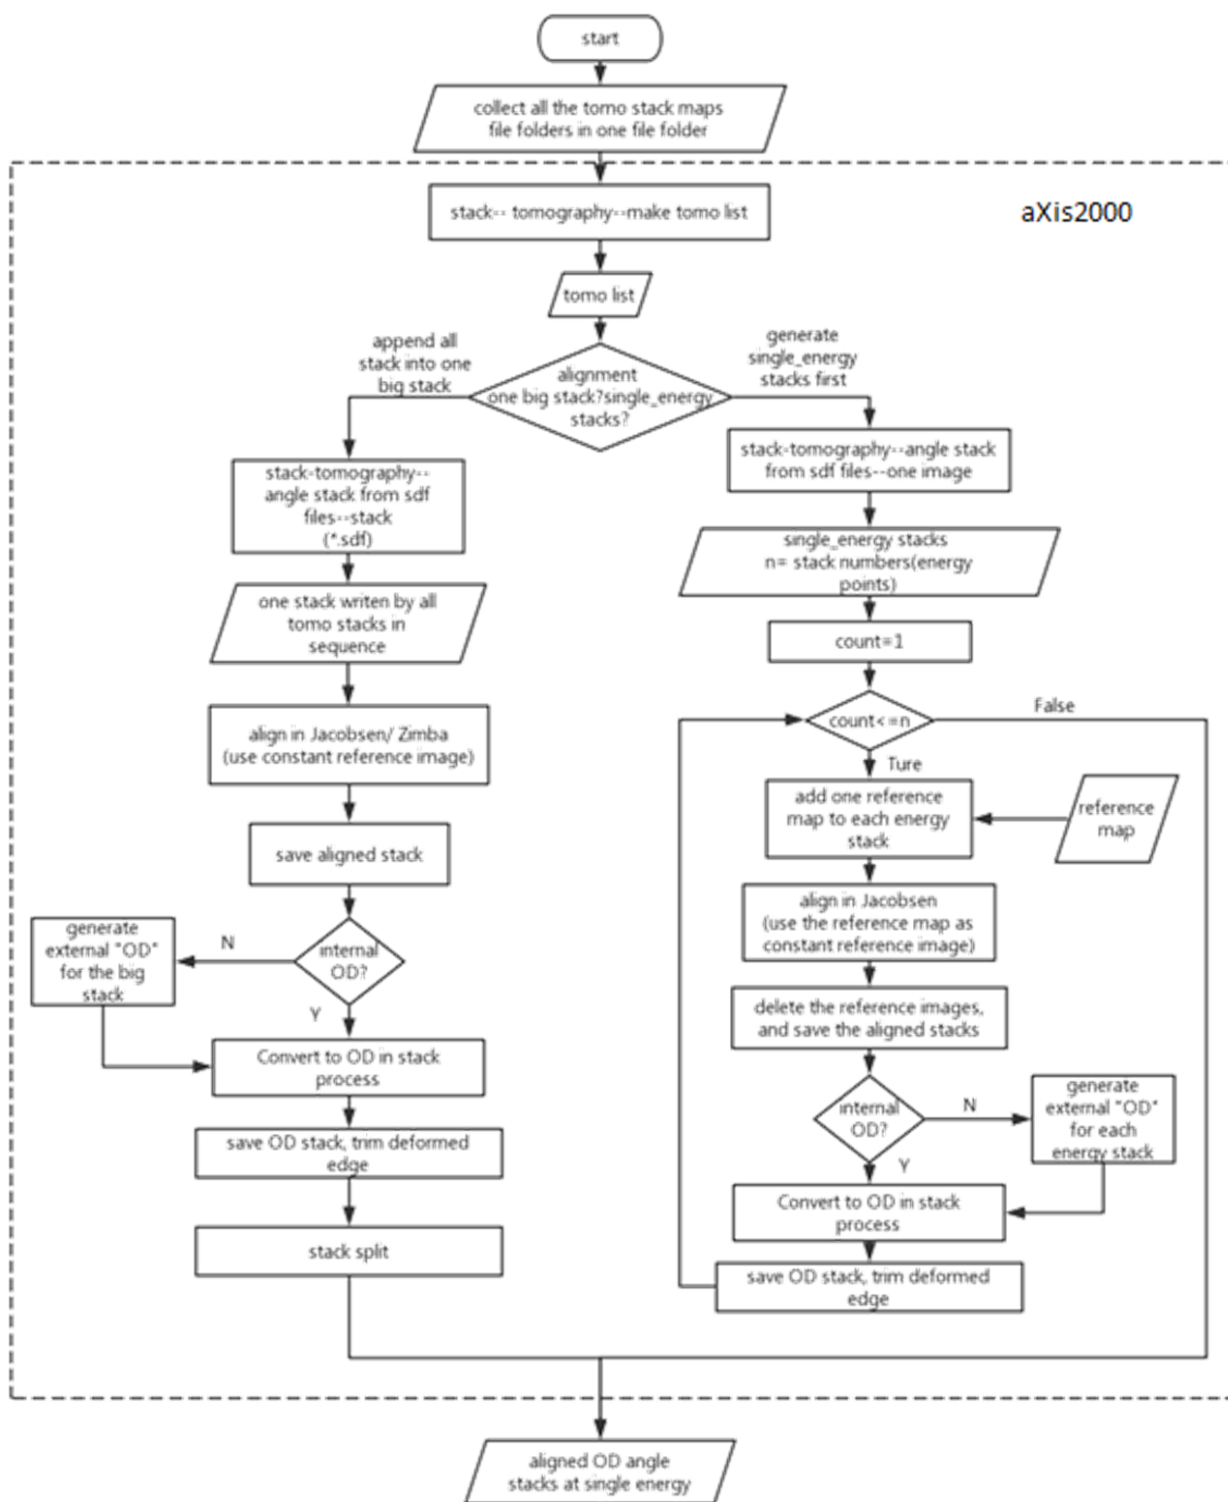 start
collect all the tomo stack maps
file folders in one file folder
stack-- tomography--make tomo list
aXis2000
tomo list
append all
stack into one
big stack
generate
single_energy
stacks first
alignment
one big stack?single_energy
stacks?
stack-tomography--
angle stack from sdf
files--stack
(*.sdf)
one stack writen by all
tomo stacks in
sequence
align in Jacobsen/ Zimba
(use constant reference image)
save aligned stack
internal
OD?
N
generate
external "OD"
for the big
stack
Y
Convert to OD in stack
process
save OD stack, trim deformed
edge
stack split
stack-tomography--angle stack
from sdf files--one image
single_energy stacks
n= stack numbers(energy
points)
count=1
count<=n
False
Ture
add one reference
map to each energy
stack
reference
map
align in Jacobsen
(use the reference map as
constant reference image)
delete the reference images,
and save the aligned stacks
internal
OD?
N
generate
external "OD"
for each
energy stack
Y
Convert to OD in stack
process
save OD stack, trim deformed
edge
aligned OD angle
stacks at single energy